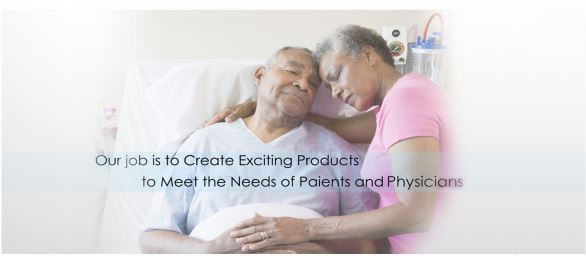 Our job is to Create Exciting Products
to Meet the Needs of Paients and Physicians